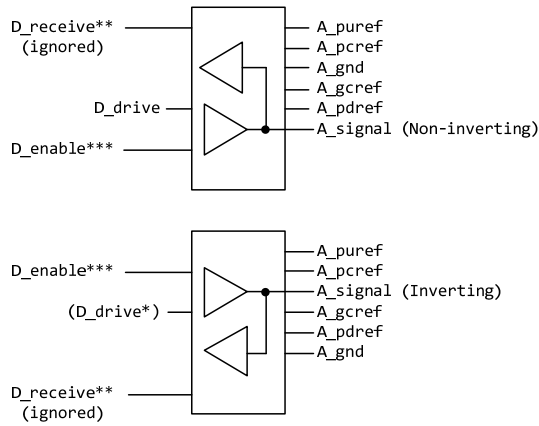 D_receive**
(ignored)
D_drive
D_enable***
A_puref
A_pcref
A_gnd
A_gcref
A_pdref
A_signal (Non-inverting)
D_enable***
(D_drive*)
D_receive**
(ignored)
A_puref
A_pcref
A_signal (Inverting)
A_gcref
A_pdref
A_gnd